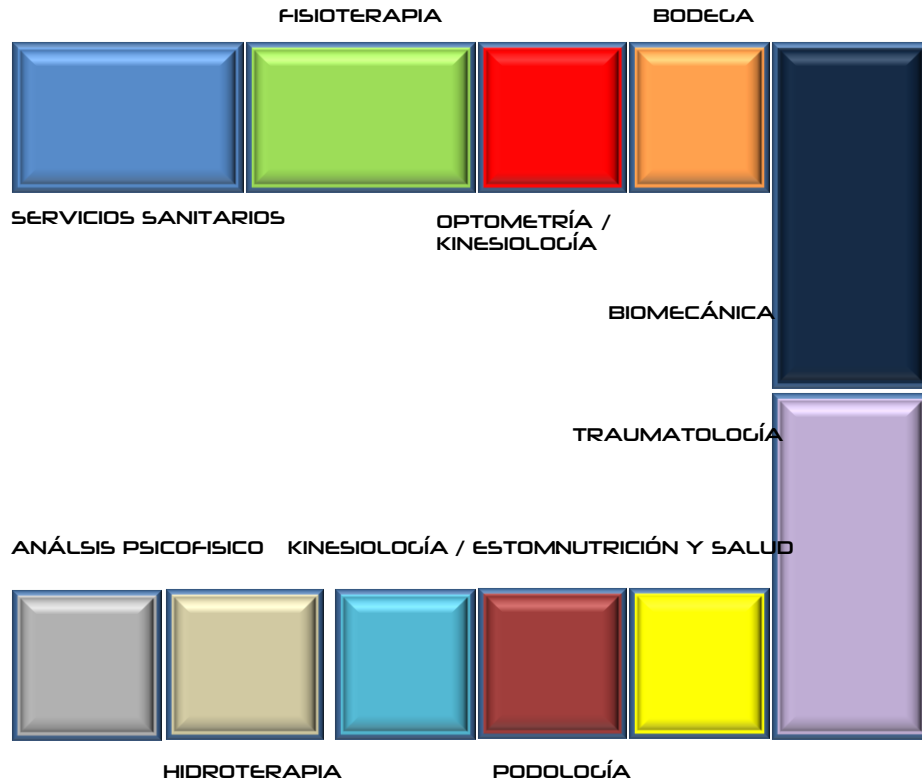 FISIOTERAPIA
BODEGA
SERVICIOS SANITARIOS
OPTOMETRÍA /
KINESIOLOGÍA
BIOMECÁNICA
TRAUMATOLOGÍA
ANÁLSIS PSICOFISICO
KINESIOLOGÍA / ESTOMNUTRICIÓN Y SALUD
HIDROTERAPIA
PODOLOGÍA